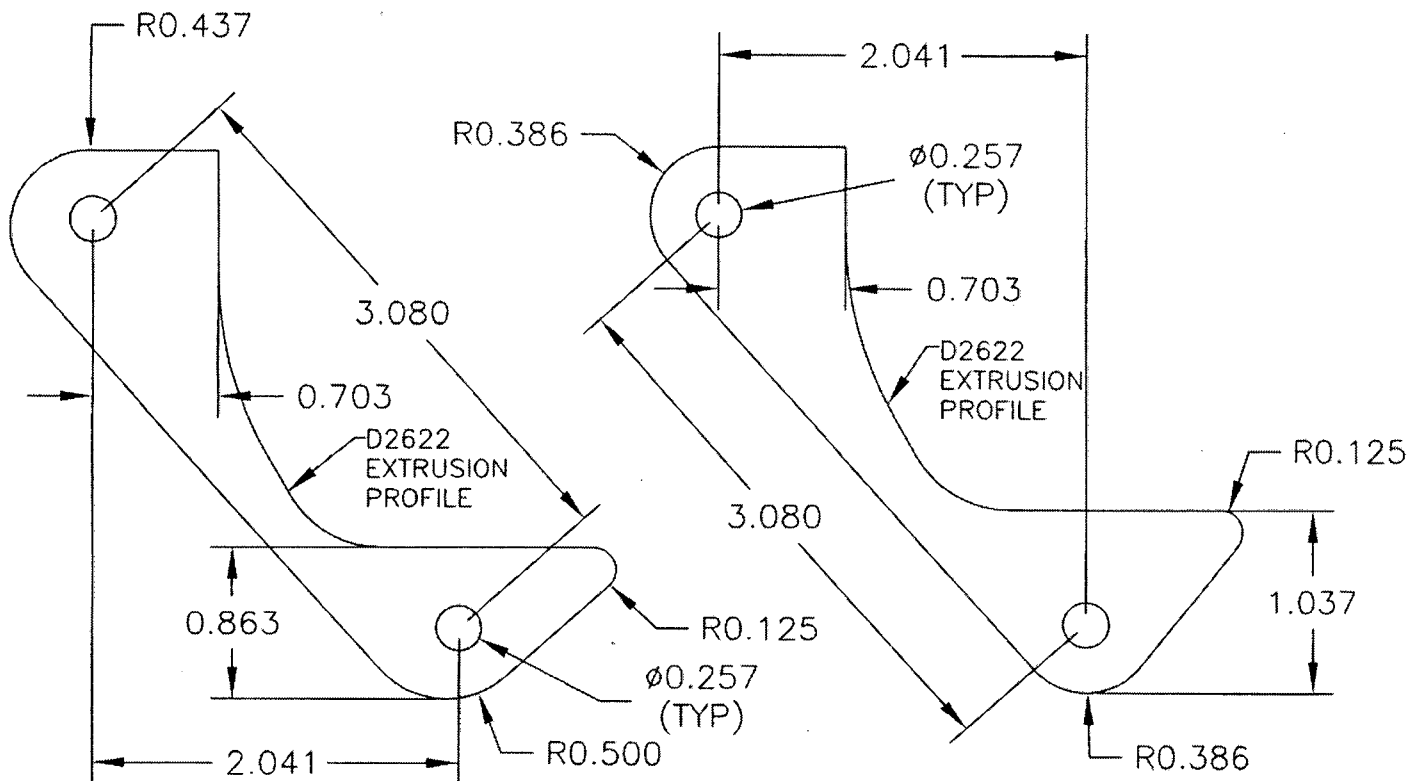 R0.437
2.041
R0.386
ø0.257
(TYP)
3.080
0.703
0.703
D2622
EXTRUSION
PROFILE
D2622
EXTRUSION
PROFILE
R0.125
3.080
0.863
R0.125
1.037
ø0.257
(TYP)
R0.500
2.041
R0.386